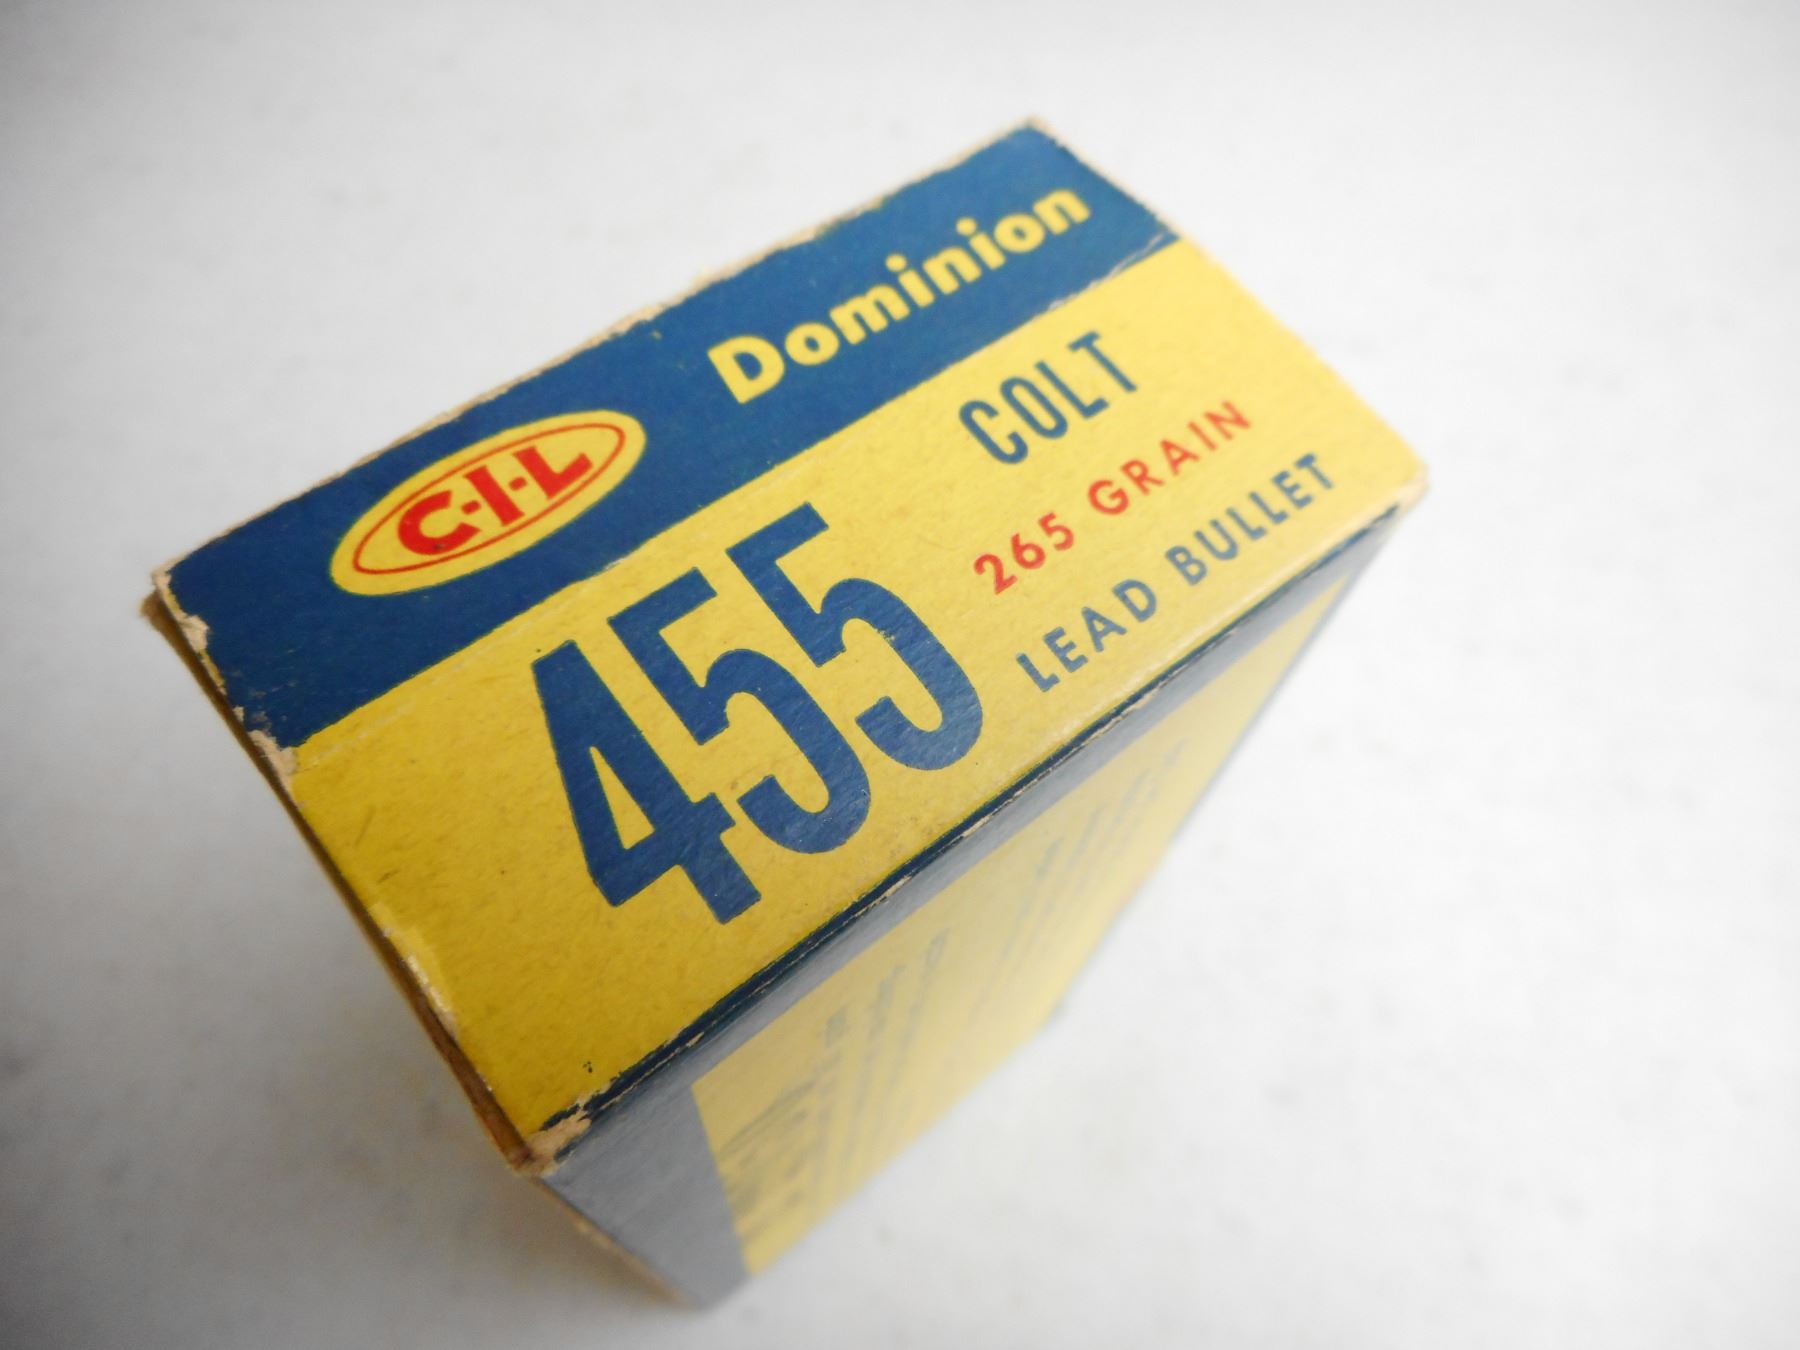 C-I-L Dominion
455 COLT
265 GRAIN
LEAD BULLET